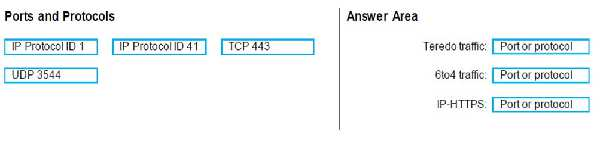 Ports and Protocols
IP Protocol ID 1
IP Protocol ID 41
TCP 443
UDP 3544
Answer Area
Teredo traffic: Port or protocol
6to4 traffic: Port or protocol
IP-HTTPS: Port or protocol